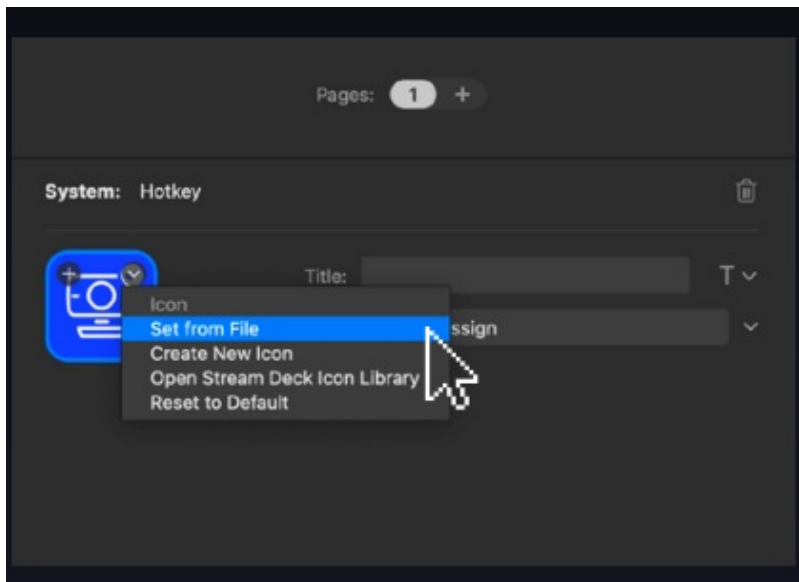 Pages: 1 +
System: Hotkey
Title:
T
Icon
Set from File
ssign
Create New Icon
Open Stream Deck Icon Library
Reset to Default